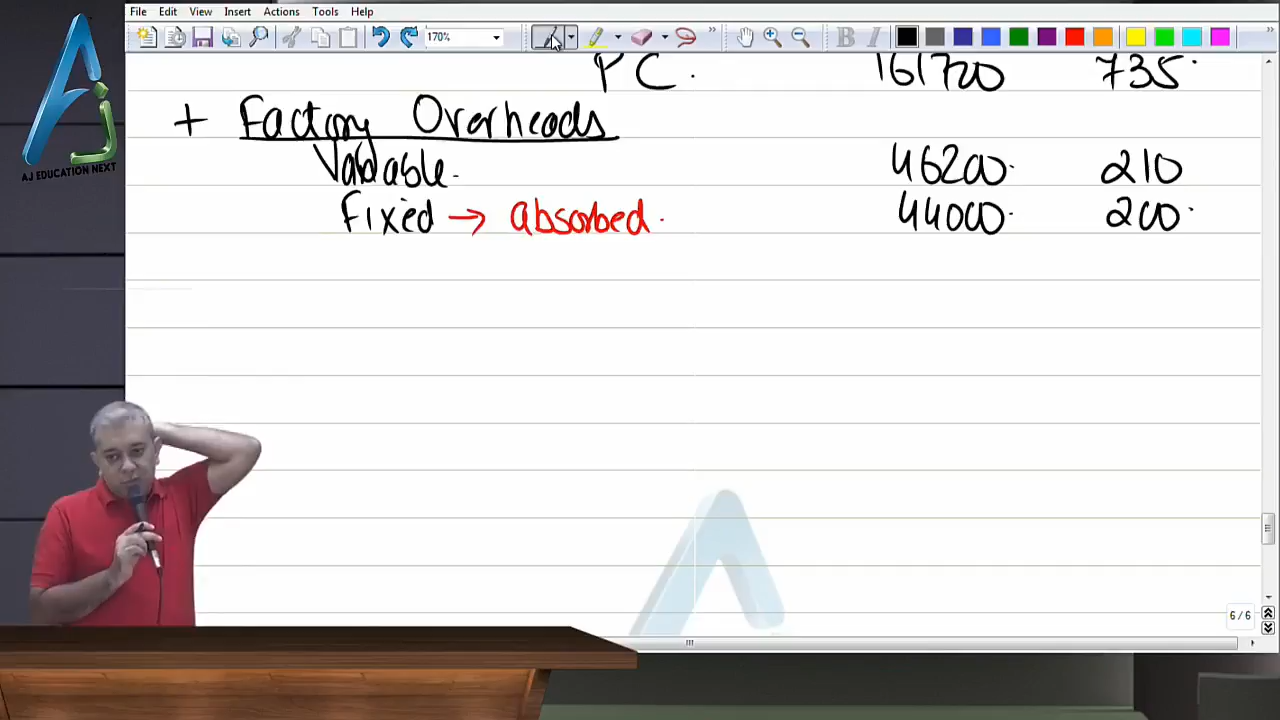 File Edit View Insert Actions Tools Help
170%
B I
AJ EDUCATION NEXT
PC. 161700 735.
+ Factory Overheads
Variable. 46200. 210
Fixed → absorbed. 44000. 200.
6 / 6